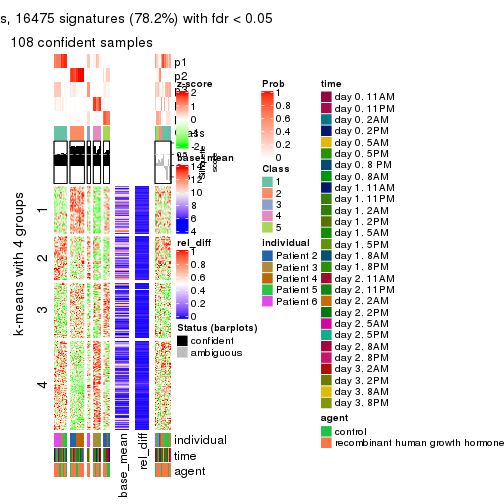 s, 16475 signatures (78.2%) with fdr < 0.05
108 confident samples
p1
p2
z-score
2
1
0
-2
base_mean
14
12
10
8
6
4
rel_diff
1
0.8
0.6
0.4
0.2
0
Status (barplots)
confident
ambiguous
Prob
1
0.8
0.6
0.4
0.2
0
Class
1
2
3
4
5
individual
Patient 2
Patient 3
Patient 4
Patient 5
Patient 6
time
day 0. 11AM
day 0. 11PM
day 0. 2AM
day 0. 2PM
day 0. 5AM
day 0. 5PM
day 0. 8 PM
day 0. 8AM
day 1. 11AM
day 1. 11PM
day 1. 2AM
day 1. 2PM
day 1. 5AM
day 1. 5PM
day 1. 8AM
day 1. 8PM
day 2. 11AM
day 2. 11PM
day 2. 2AM
day 2. 2PM
day 2. 5AM
day 2. 5PM
day 2. 8AM
day 2. 8PM
day 3. 2AM
day 3. 2PM
day 3. 8AM
day 3. 8PM
agent
control
recombinant human growth hormone
k-means with 4 groups
1
2
3
4
individual
time
agent
base_mean
rel_diff